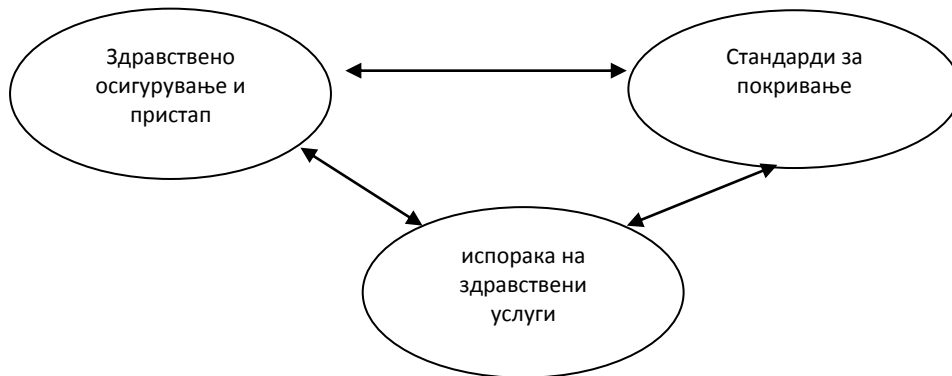 Здравствено
осигурување и
пристап
Стандарди за
покривање
испорака на
здравствени
услуги